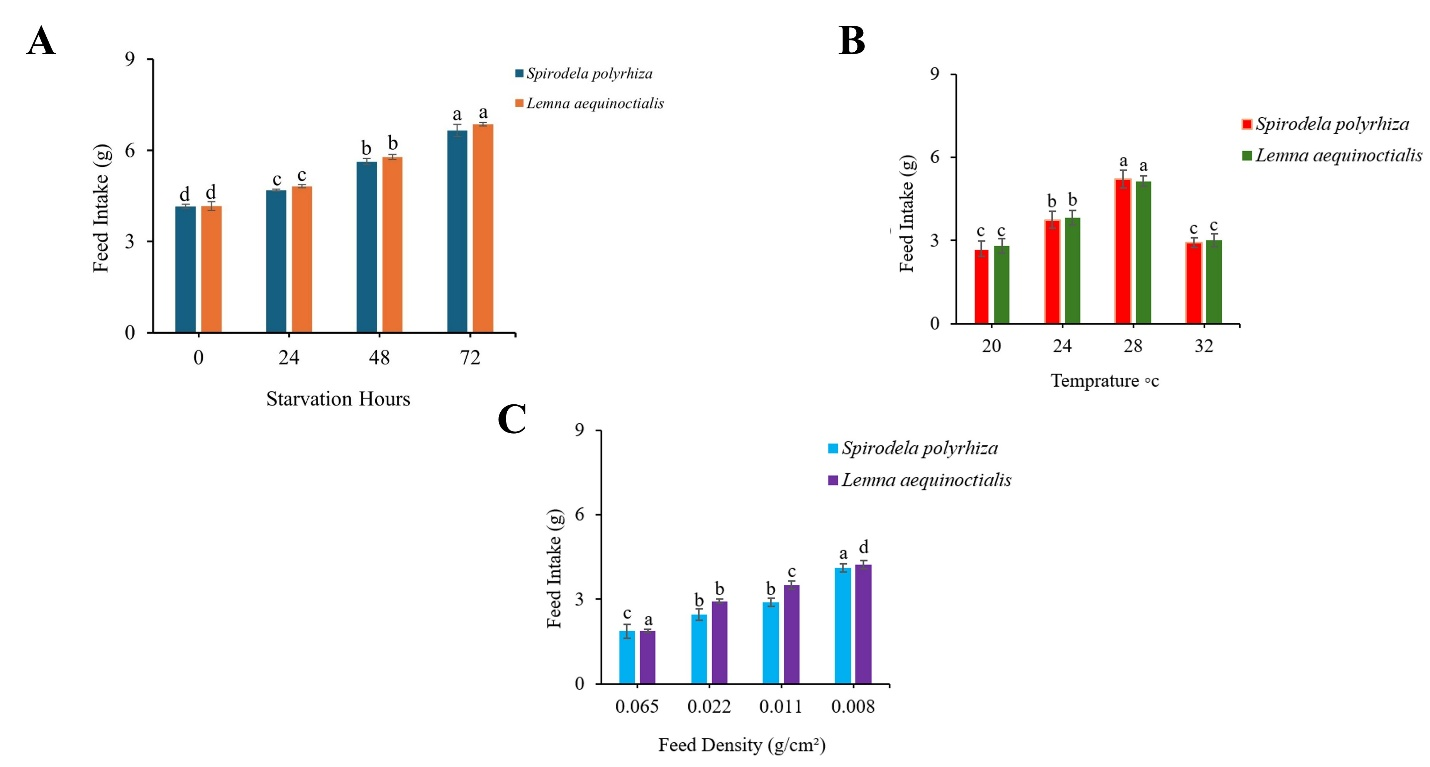 A
9
6
3
0
Feed Intake (g)
d d
c c
b b
a a
0 24 48 72
Starvation Hours
Spirodela polyrhiza
Lemna aequinoctialis
B
9
6
3
0
Feed Intake (g)
c c
b b
a a
c c
20 24 28 32
Temprature °c
Spirodela polyrhiza
Lemna aequinoctialis
C
9
6
3
0
Feed Intake (g)
c a
b b
b c
a d
0.065 0.022 0.011 0.008
Feed Density (g/cm²)
Spirodela polyrhiza
Lemna aequinoctialis